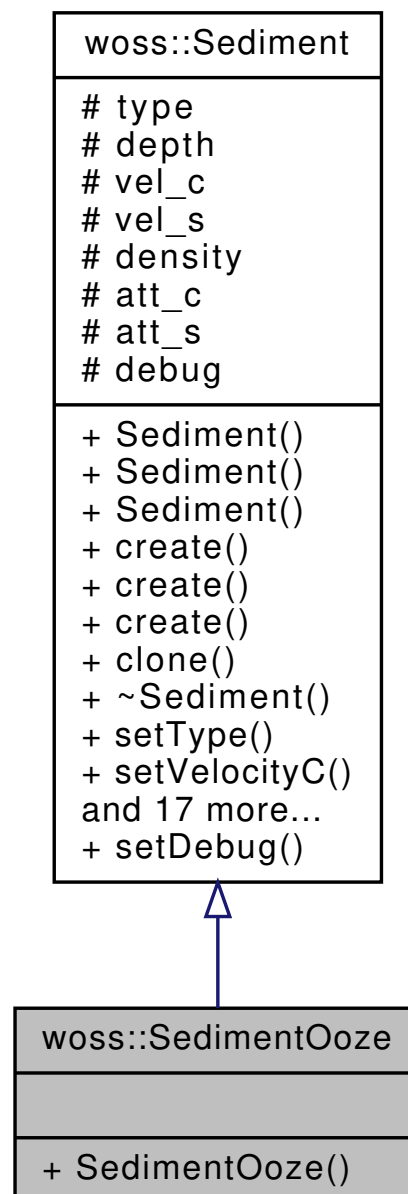 woss::Sediment
# type
# depth
# vel_c
# vel_s
# density
# att_c
# att_s
# debug
+ Sediment()
+ Sediment()
+ Sediment()
+ create()
+ create()
+ create()
+ clone()
+ ~Sediment()
+ setType()
+ setVelocityC()
and 17 more...
+ setDebug()
woss::SedimentOoze
+ SedimentOoze()